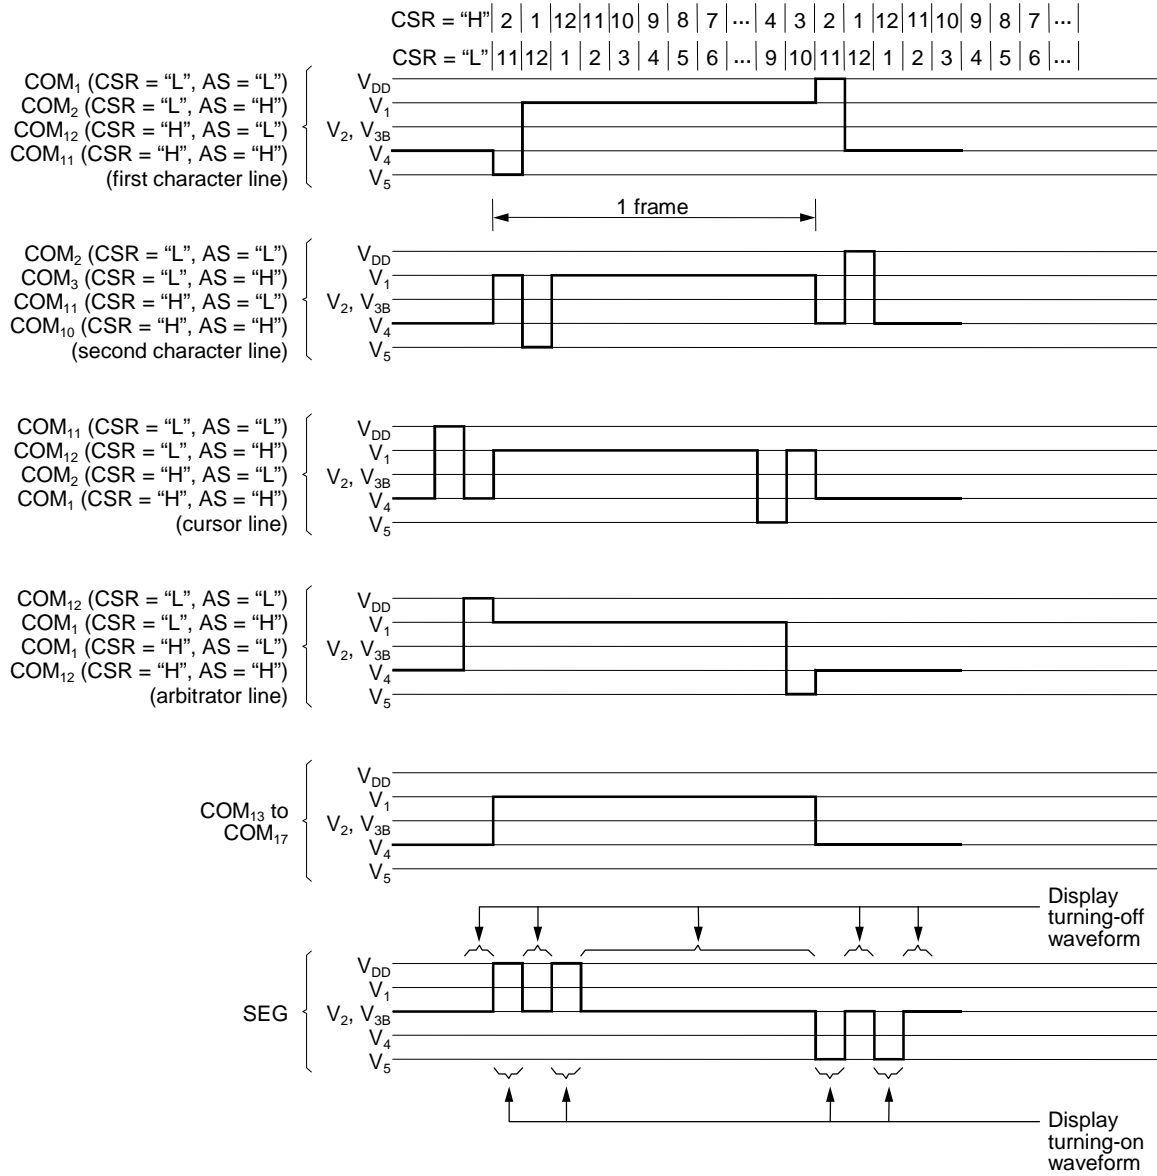 CSR = “H” 2 1 12 11 10 9 8 7 ... 4 3 2 1 12 11 10 9 8 7 ...
CSR = “L” 11 12 1 2 3 4 5 6 ... 9 10 11 12 1 2 3 4 5 6 ...
COM1 (CSR = “L”, AS = “L”)
COM2 (CSR = “L”, AS = “H”)
COM12 (CSR = “H”, AS = “L”)
COM11 (CSR = “H”, AS = “H”)
(first character line)
VDD
V1
V2, V3B
V4
V5
1 frame
COM2 (CSR = “L”, AS = “L”)
COM3 (CSR = “L”, AS = “H”)
COM11 (CSR = “H”, AS = “L”)
COM10 (CSR = “H”, AS = “H”)
(second character line)
VDD
V1
V2, V3B
V4
V5
COM11 (CSR = “L”, AS = “L”)
COM12 (CSR = “L”, AS = “H”)
COM2 (CSR = “H”, AS = “L”)
COM1 (CSR = “H”, AS = “H”)
(cursor line)
VDD
V1
V2, V3B
V4
V5
COM12 (CSR = “L”, AS = “L”)
COM1 (CSR = “L”, AS = “H”)
COM1 (CSR = “H”, AS = “L”)
COM12 (CSR = “H”, AS = “H”)
(arbitrator line)
VDD
V1
V2, V3B
V4
V5
COM13 to
COM17
VDD
V1
V2, V3B
V4
V5
Display
turning-off
waveform
SEG
VDD
V1
V2, V3B
V4
V5
Display
turning-on
waveform